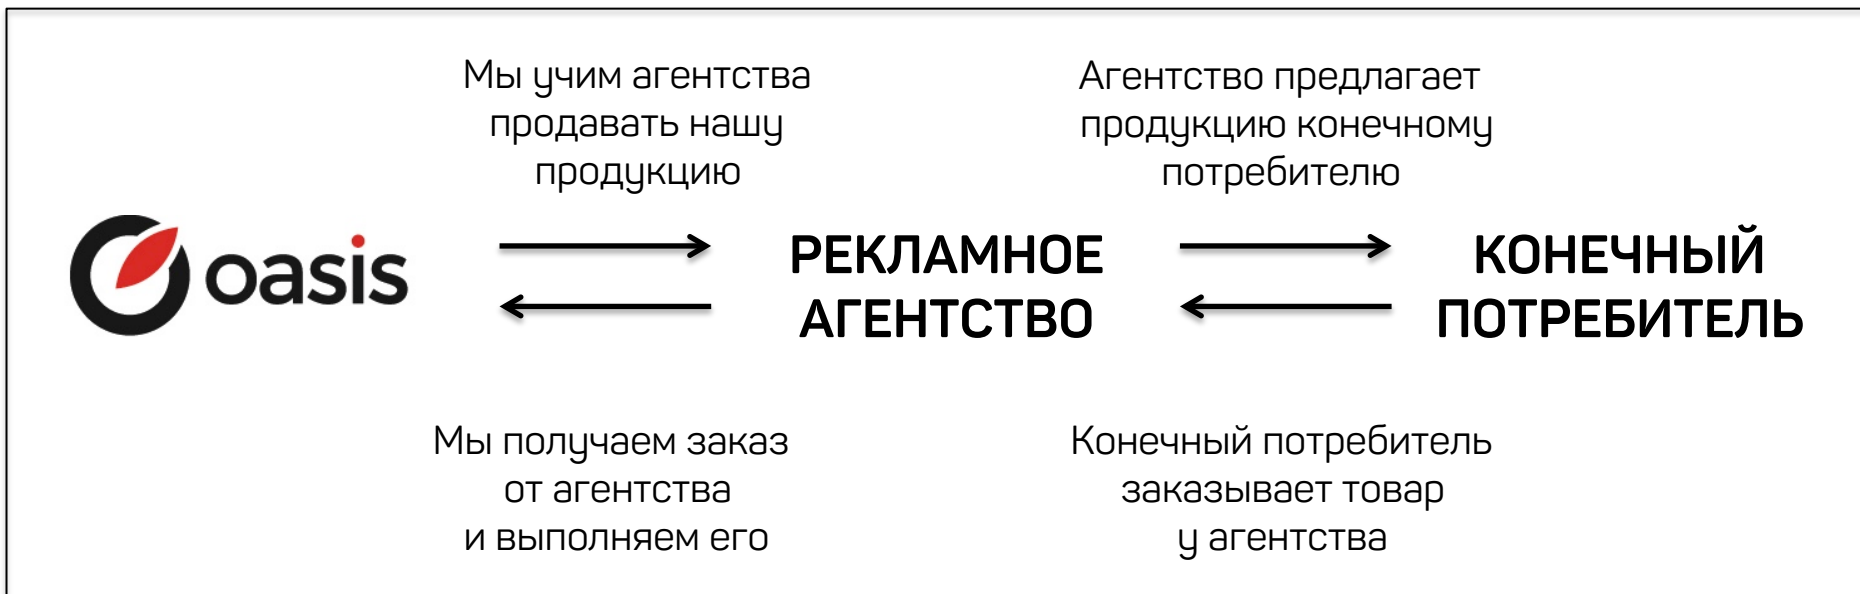 Мы учим агентства
продавать нашу
продукцию
Агентство предлагает
продукцию конечному
потребителю
oasis
РЕКЛАМНОЕ
АГЕНТСТВО
КОНЕЧНЫЙ
ПОТРЕБИТЕЛЬ
Мы получаем заказ
от агентства
и выполняем его
Конечный потребитель
заказывает товар
у агентства